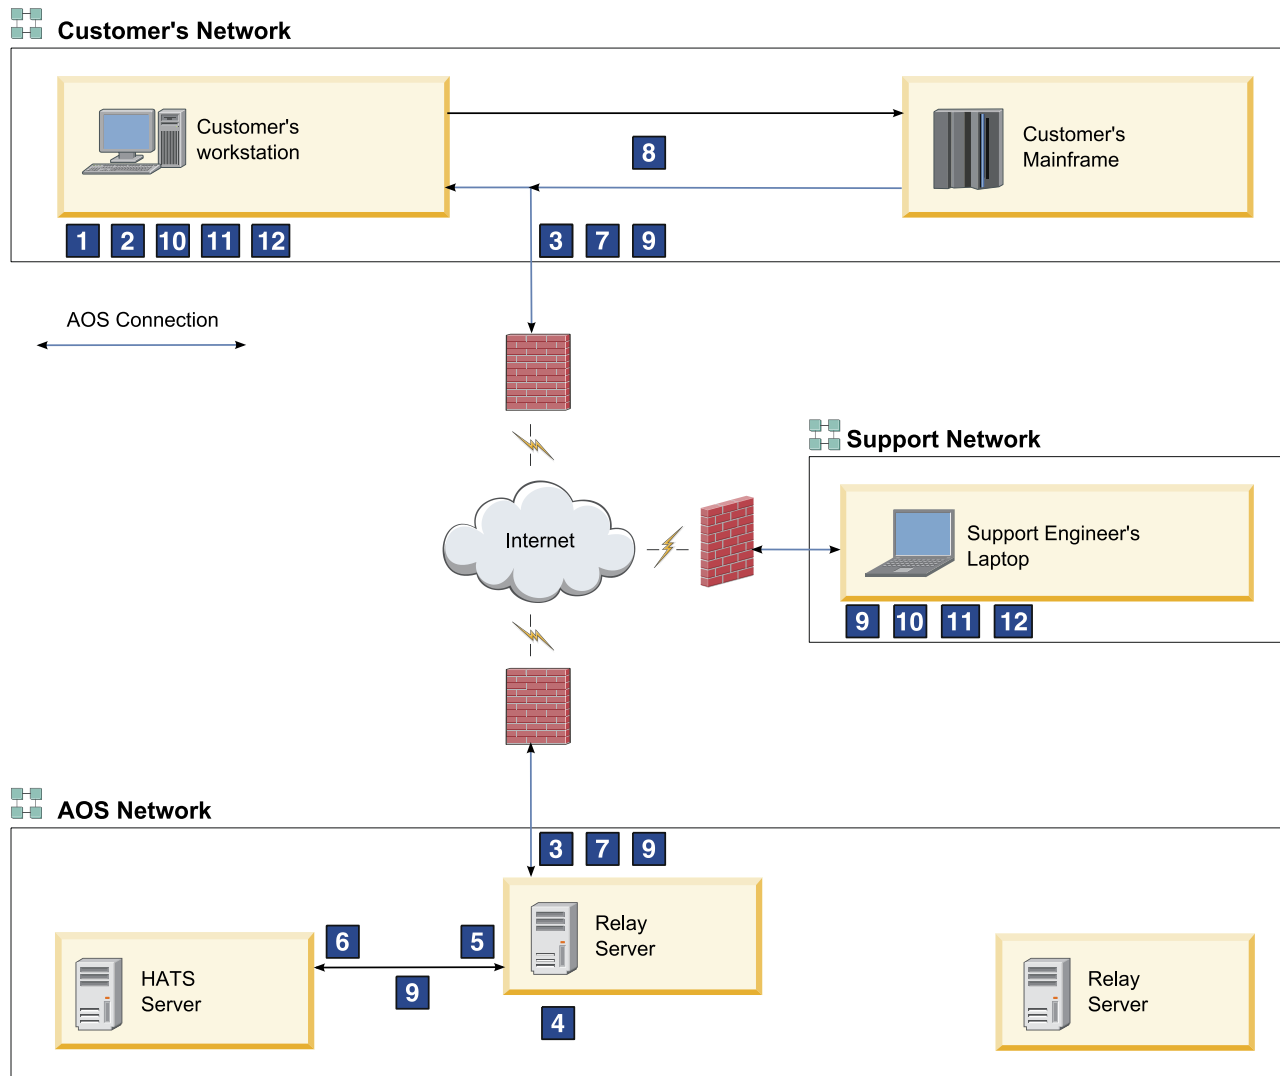 Customer's Network
Customer's
workstation
Customer's
Mainframe
8
1 2 10 11 12
3 7 9
AOS Connection
Support Network
Internet
Support Engineer's
Laptop
9 10 11 12
AOS Network
3 7 9
Relay
Server
6
5
HATS
Server
9
4
Relay
Server